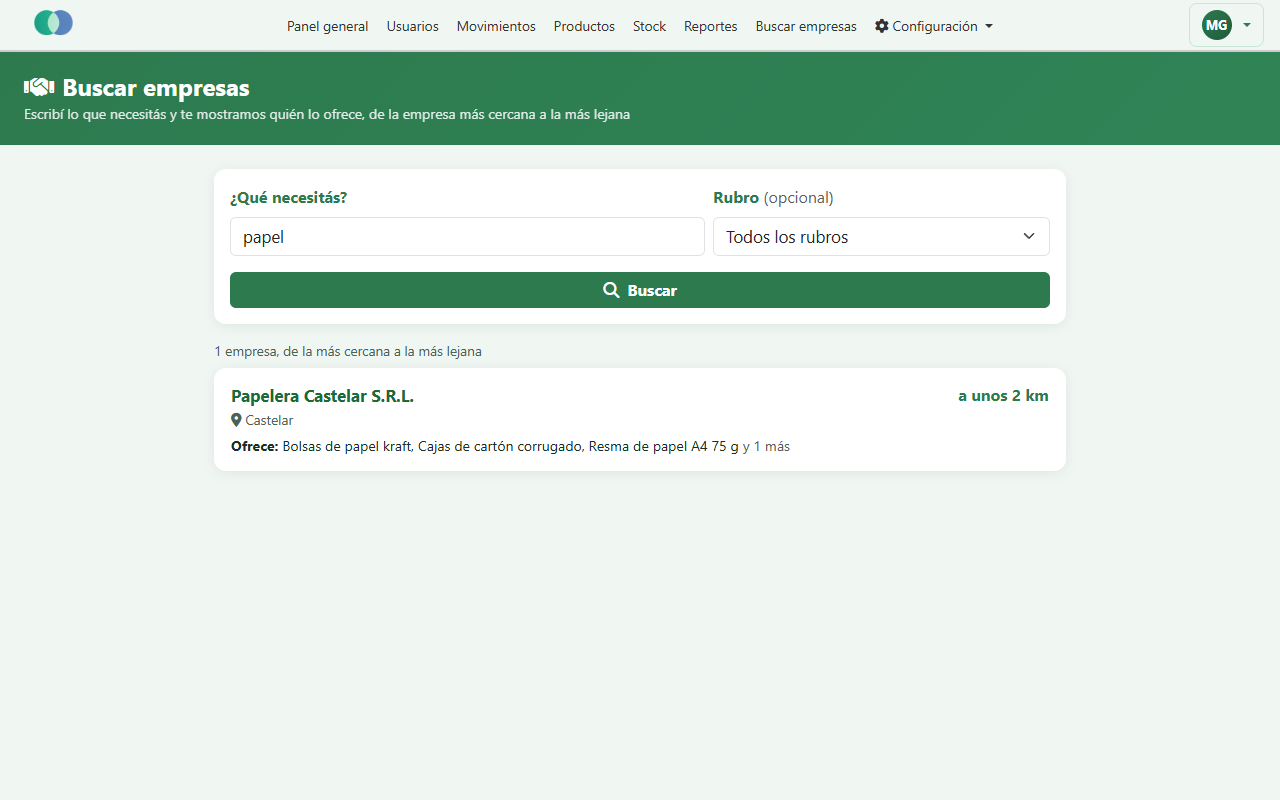 Panel general Usuarios Movimientos Productos Stock Reportes Buscar empresas Configuración MG
Buscar empresas
Escribí lo que necesitás y te mostramos quién lo ofrece, de la empresa más cercana a la más lejana
¿Qué necesitás? Rubro (opcional)
papel Todos los rubros
Buscar
1 empresa, de la más cercana a la más lejana
Papelera Castelar S.R.L. a unos 2 km
Castelar
Ofrece: Bolsas de papel kraft, Cajas de cartón corrugado, Resma de papel A4 75 g y 1 más